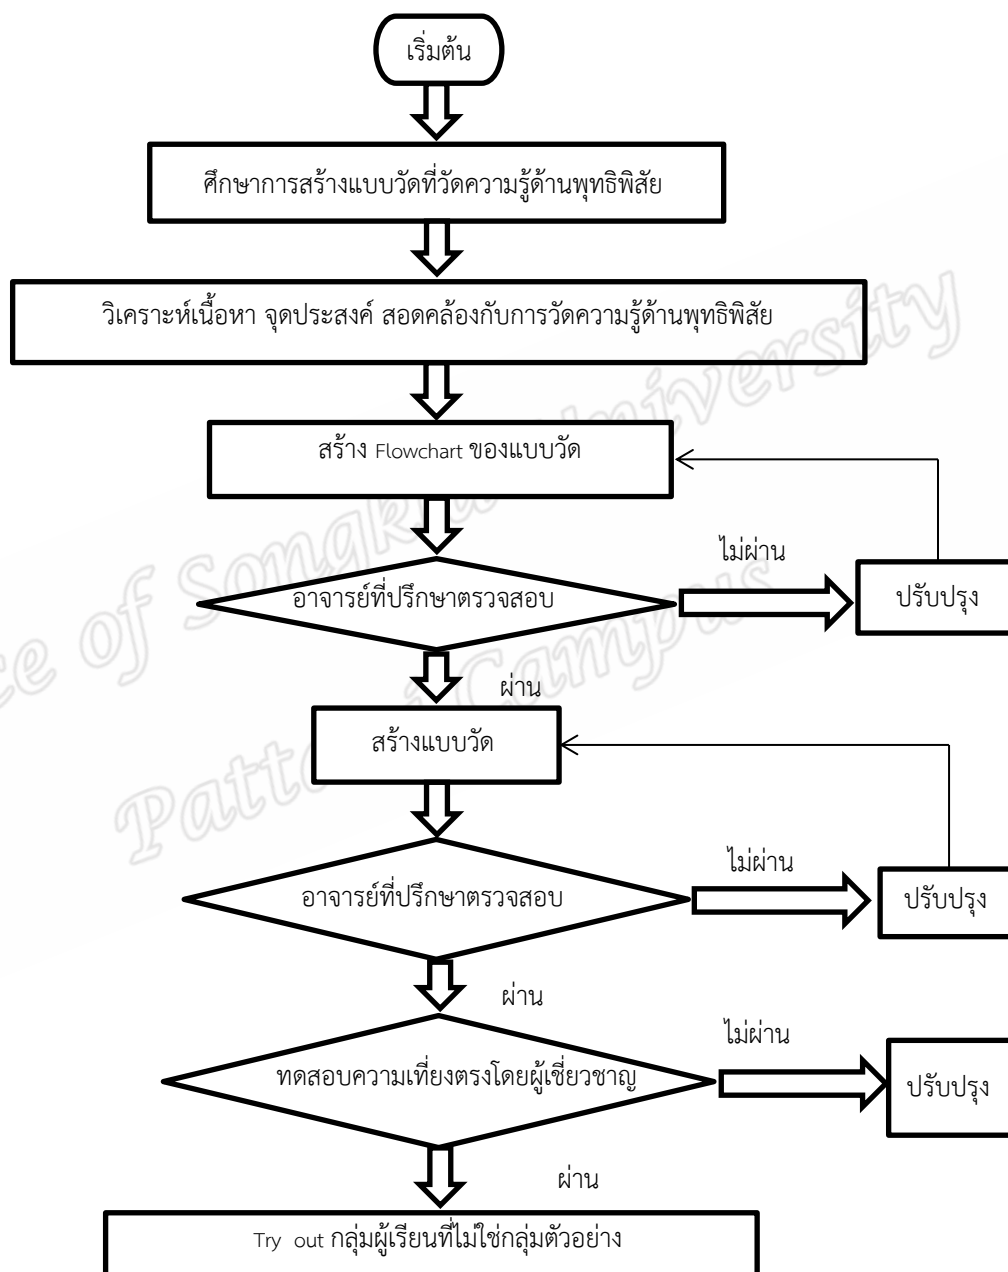 เริ่มต้น
ศึกษาการสร้างแบบวัดที่วัดความรู้ด้านพุทธิพิสัย
วิเคราะห์เนื้อหา จุดประสงค์ สอดคล้องกับการวัดความรู้ด้านพุทธิพิสัย
สร้าง Flowchart ของแบบวัด
ไม่ผ่าน
อาจารย์ที่ปรึกษาตรวจสอบ
ปรับปรุง
ผ่าน
สร้างแบบวัด
ไม่ผ่าน
อาจารย์ที่ปรึกษาตรวจสอบ
ปรับปรุง
ผ่าน
ไม่ผ่าน
ทดสอบความเที่ยงตรงโดยผู้เชี่ยวชาญ
ปรับปรุง
ผ่าน
Try out กลุ่มผู้เรียนที่ไม่ใช่กลุ่มตัวอย่าง
of Songkla University
Pattani Campus